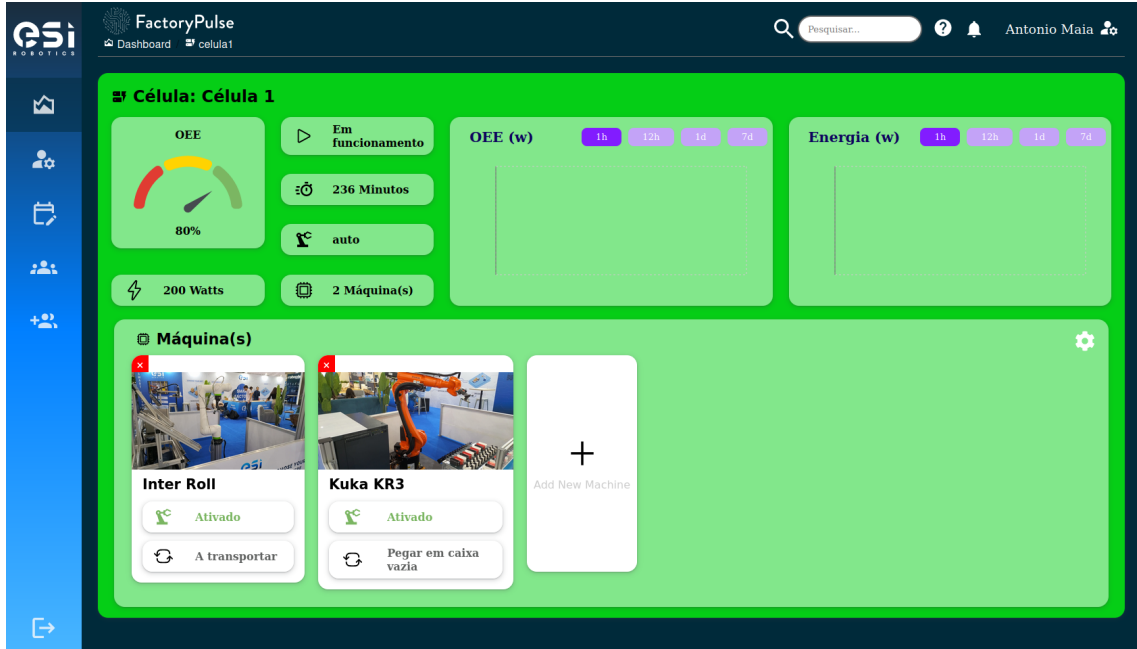 esi
ROBOTICS
FactoryPulse
Dashboard
celula1
Pesquisar...
Antonio Maia
Célula: Célula 1
OEE
80%
200 Watts
Em
funcionamento
236 Minutos
auto
2 Máquina(s)
OEE (w)
1h
12h
1d
7d
Energia (w)
1h
12h
1d
7d
Máquina(s)
esi
Inter Roll
Ativado
A transportar
Kuka KR3
Ativado
Pegar em caixa
vazia
Add New Machine